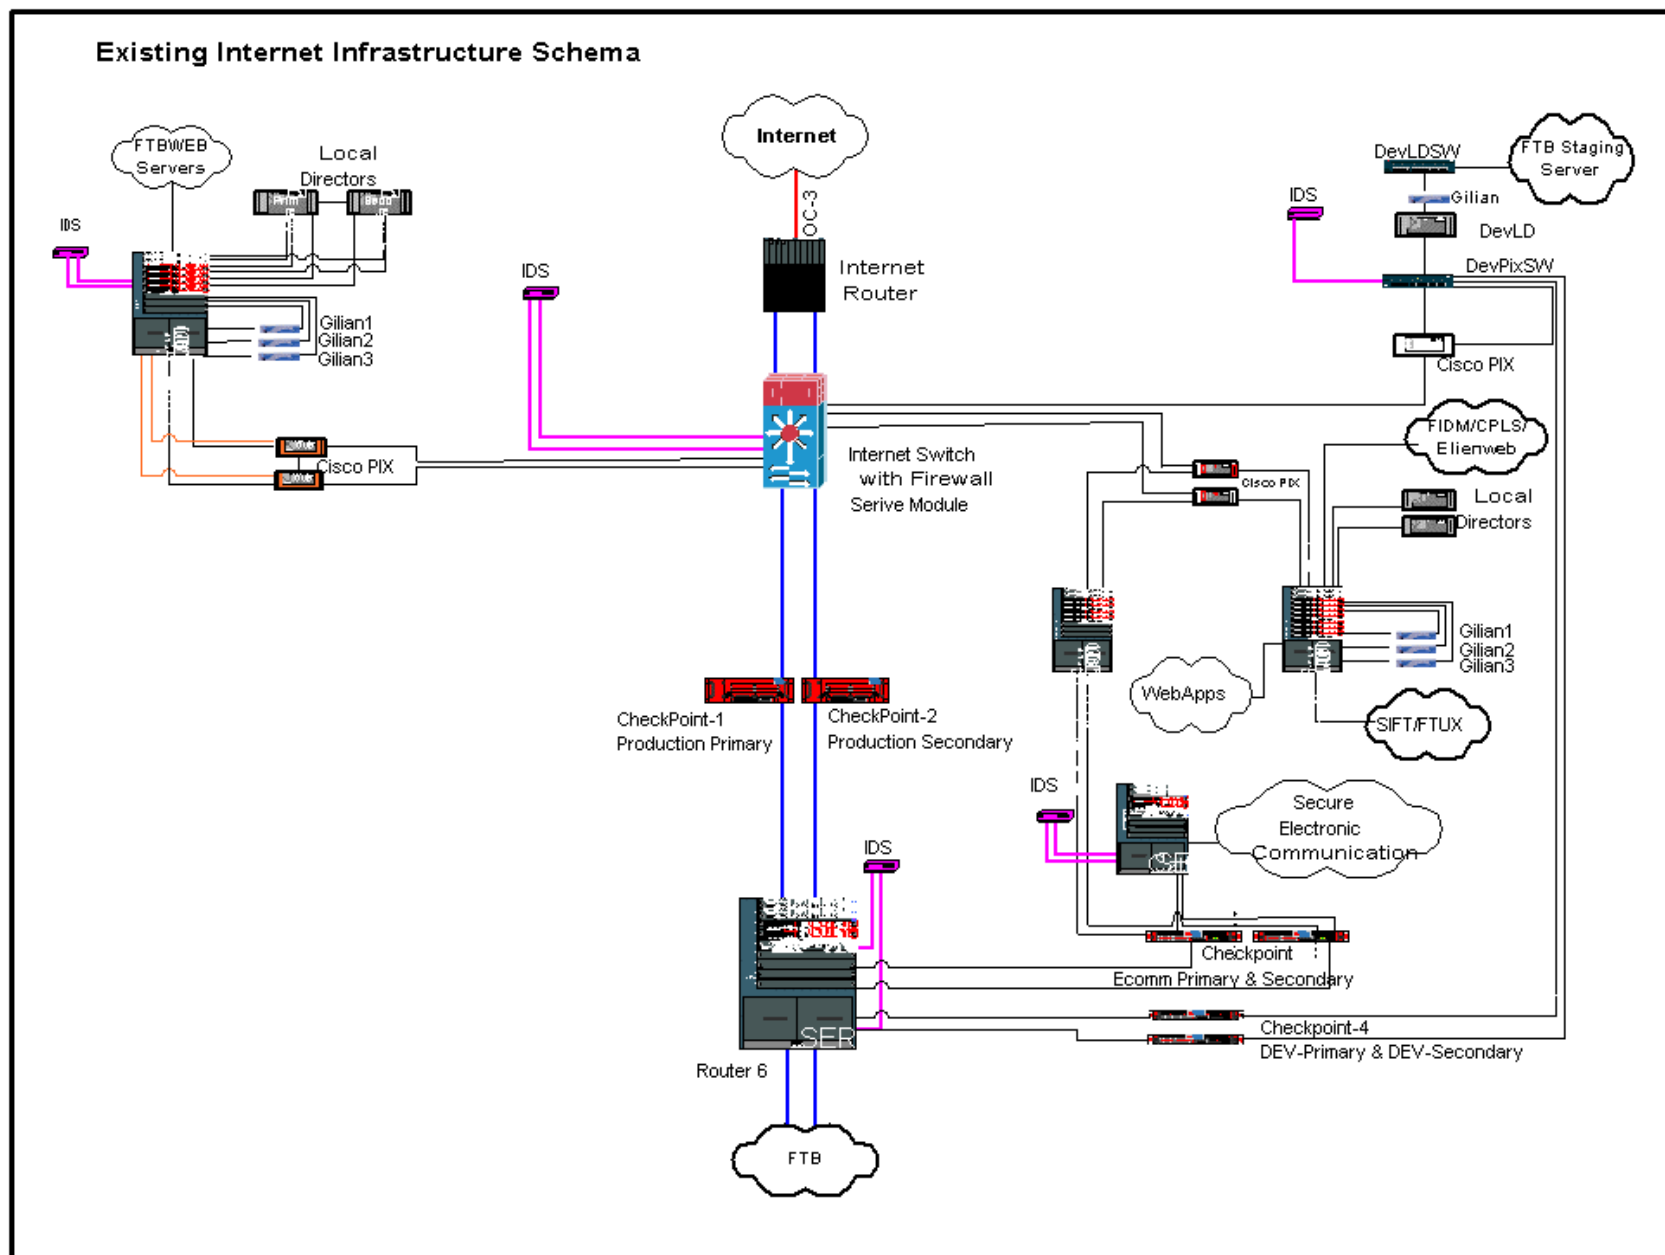 Existing Internet Infrastructure Schema
FTBWEB
Servers
Local
Directors
Prim
IDS
Gilian1
Gilian2
Gilian3
Cisco PIX
Internet
OC-3
Internet
Router
IDS
Internet Switch
with Firewall
Serive Module
DevLDSW
FTB Staging
Server
Gilian
IDS
DevLD
DevPixSW
Cisco PIX
FIDM/CPLS/
Elienweb
Cisco PIX
Local
Directors
Gilian1
Gilian2
Gilian3
WebApps
SIFT/FTUX
CheckPoint-1
Production Primary
CheckPoint-2
Production Secondary
IDS
Secure
Electronic
Communication
IDS
Checkpoint
Ecomm Primary & Secondary
SER
Checkpoint-4
DEV-Primary & DEV-Secondary
Router 6
FTB